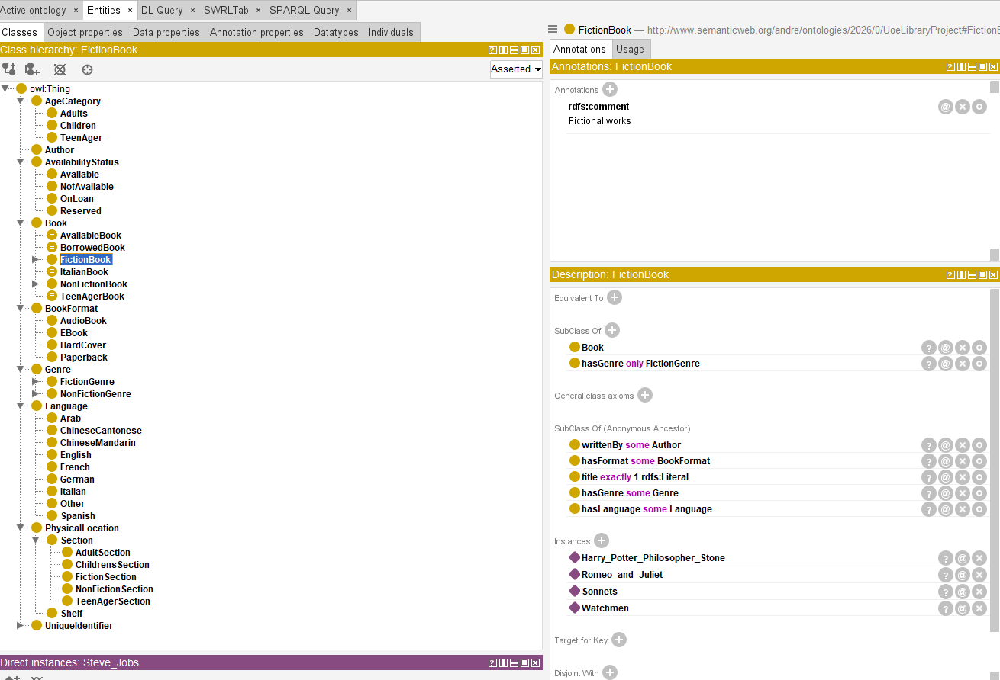 Active ontology × Entities × DL Query × SWRLTab × SPARQL Query ×
Classes Object properties Data properties Annotation properties Datatypes Individuals
Class hierarchy: FictionBook
Asserted
owl:Thing
AgeCategory
Adults
Children
TeenAger
Author
AvailabilityStatus
Available
NotAvailable
OnLoan
Reserved
Book
AvailableBook
BorrowedBook
FictionBook
ItalianBook
NonFictionBook
TeenAgerBook
BookFormat
AudioBook
EBook
HardCover
Paperback
Genre
FictionGenre
NonFictionGenre
Language
Arab
ChineseCantonese
ChineseMandarin
English
French
German
Italian
Other
Spanish
PhysicalLocation
Section
AdultSection
ChildrensSection
FictionSection
NonFictionSection
TeenAgerSection
Shelf
UniqueIdentifier
Direct instances: Steve_Jobs
FictionBook — http://www.semanticweb.org/andre/ontologies/2026/0/UoeLibraryProject#FictionB
Annotations Usage
Annotations: FictionBook
Annotations
rdfs:comment
Fictional works
Description: FictionBook
Equivalent To
SubClass Of
Book
hasGenre only FictionGenre
General class axioms
SubClass Of (Anonymous Ancestor)
writtenBy some Author
hasFormat some BookFormat
title exactly 1 rdfs:Literal
hasGenre some Genre
hasLanguage some Language
Instances
Harry_Potter_Philosopher_Stone
Romeo_and_Juliet
Sonnets
Watchmen
Target for Key
Disjoint With